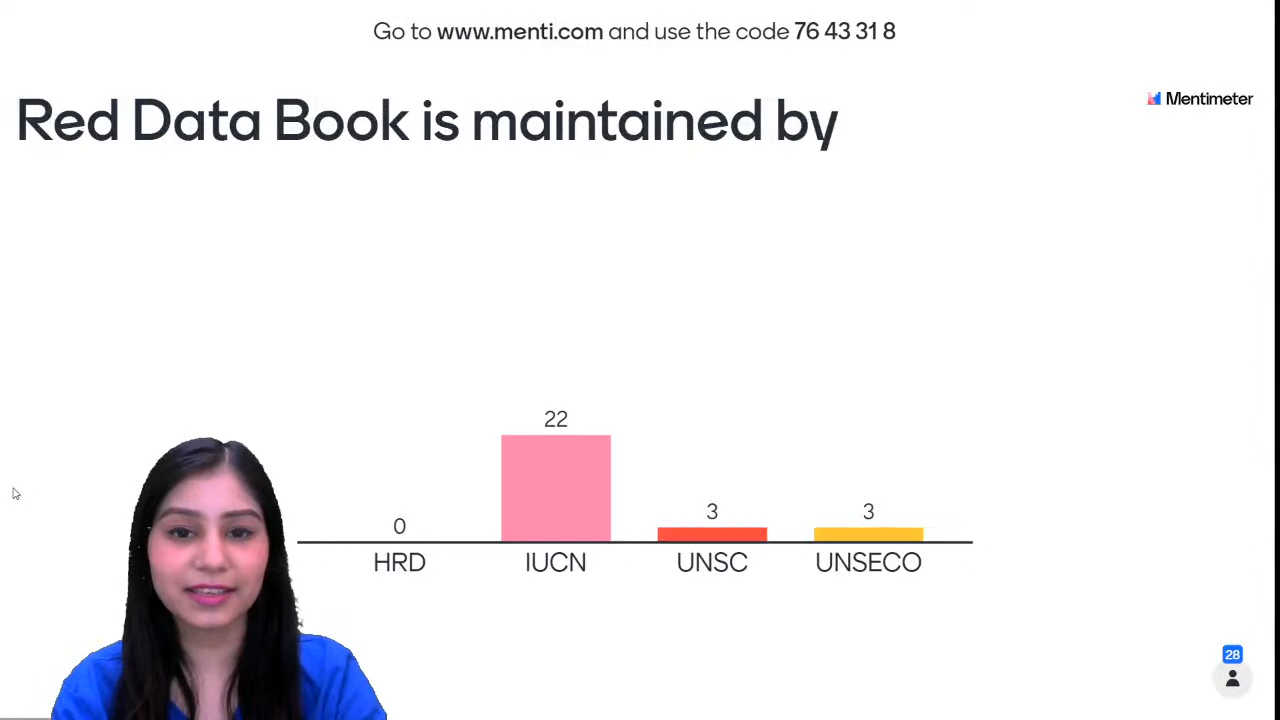 Go to www.menti.com and use the code 76 43 31 8
Mentimeter
Red Data Book is maintained by
22
3
3
0
HRD
IUCN
UNSC
UNSECO
28